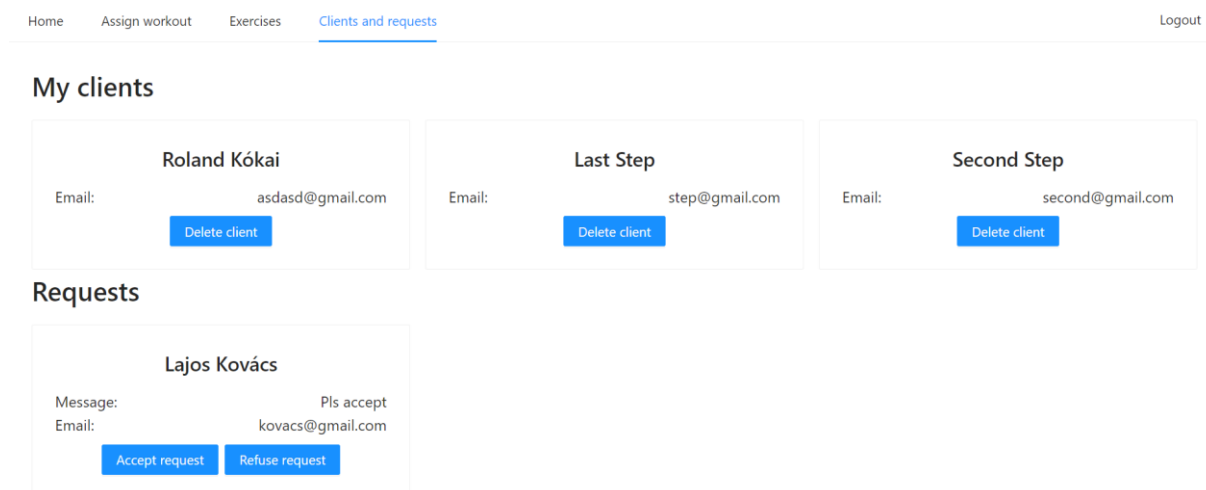 Home Assign workout Exercises Clients and requests Logout
My clients
Roland Kókai
Email: asdasd@gmail.com
Delete client
Last Step
Email: step@gmail.com
Delete client
Second Step
Email: second@gmail.com
Delete client
Requests
Lajos Kovács
Message: Pls accept
Email: kovacs@gmail.com
Accept request Refuse request